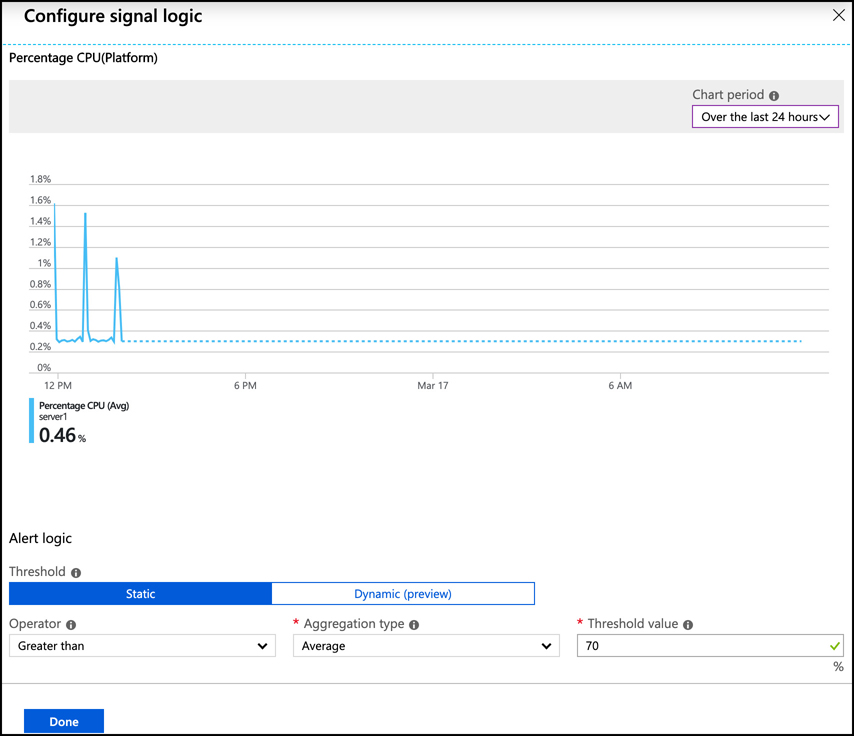 Configure signal logic
Percentage CPU(Platform)
Chart period
Over the last 24 hours
1.8%
1.6%
1.4%
1.2%
1%
0.8%
0.6%
0.4%
0.2%
0%
12 PM 6 PM Mar 17 6 AM
Percentage CPU (Avg)
server1
0.46 %
Alert logic
Threshold
Static Dynamic (preview)
Operator * Aggregation type * Threshold value
Greater than Average 70
%
Done